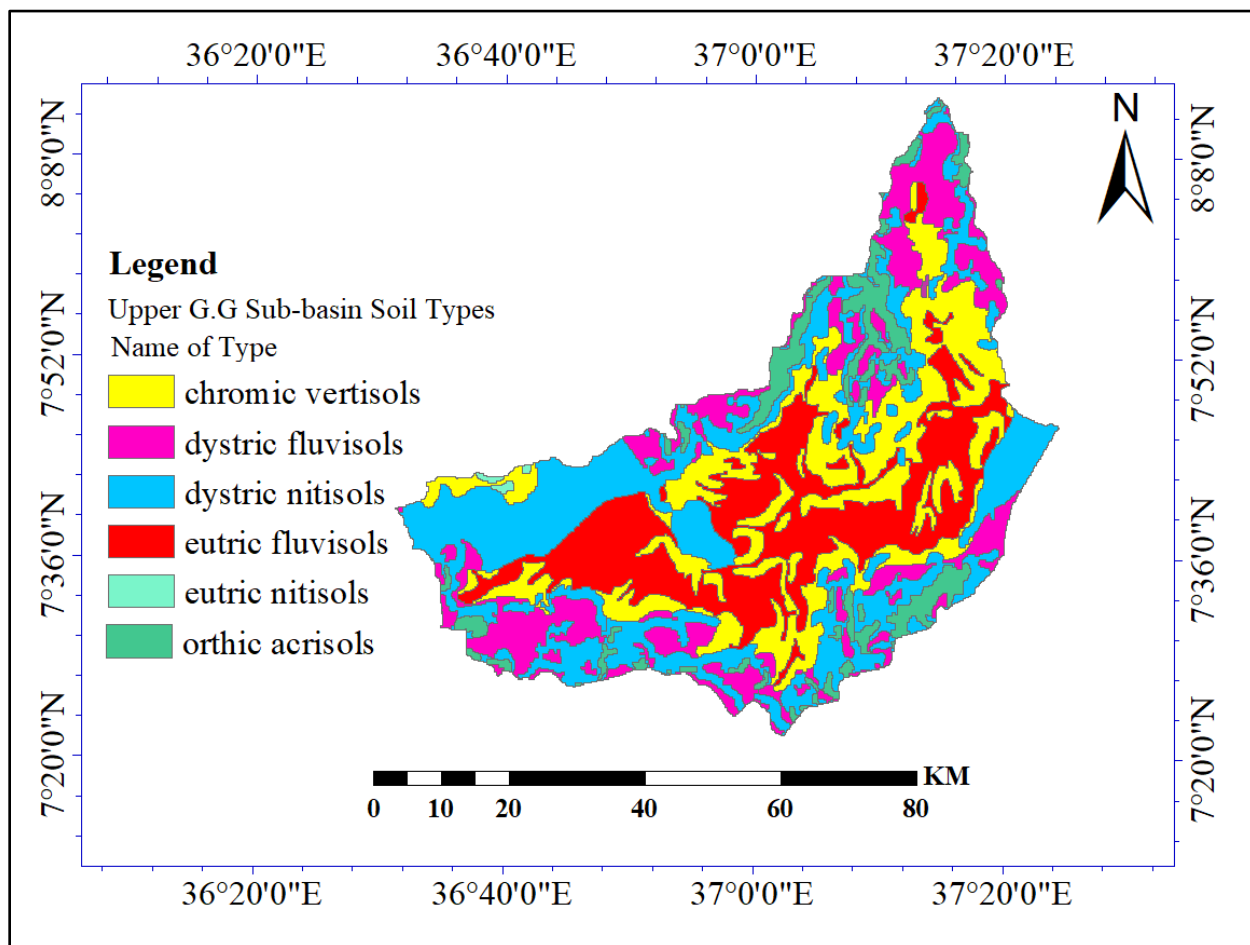 36°20'0"E 36°40'0"E 37°0'0"E 37°20'0"E
N
8°8'0"N
8°8'0"N
Legend
Upper G.G Sub-basin Soil Types
Name of Type
chromic vertisols
dystric fluvisols
dystric nitisols
eutric fluvisols
eutric nitisols
orthic acrisols
7°52'0"N
7°52'0"N
7°36'0"N
7°36'0"N
7°20'0"N
7°20'0"N
KM
0 10 20 40 60 80
36°20'0"E 36°40'0"E 37°0'0"E 37°20'0"E